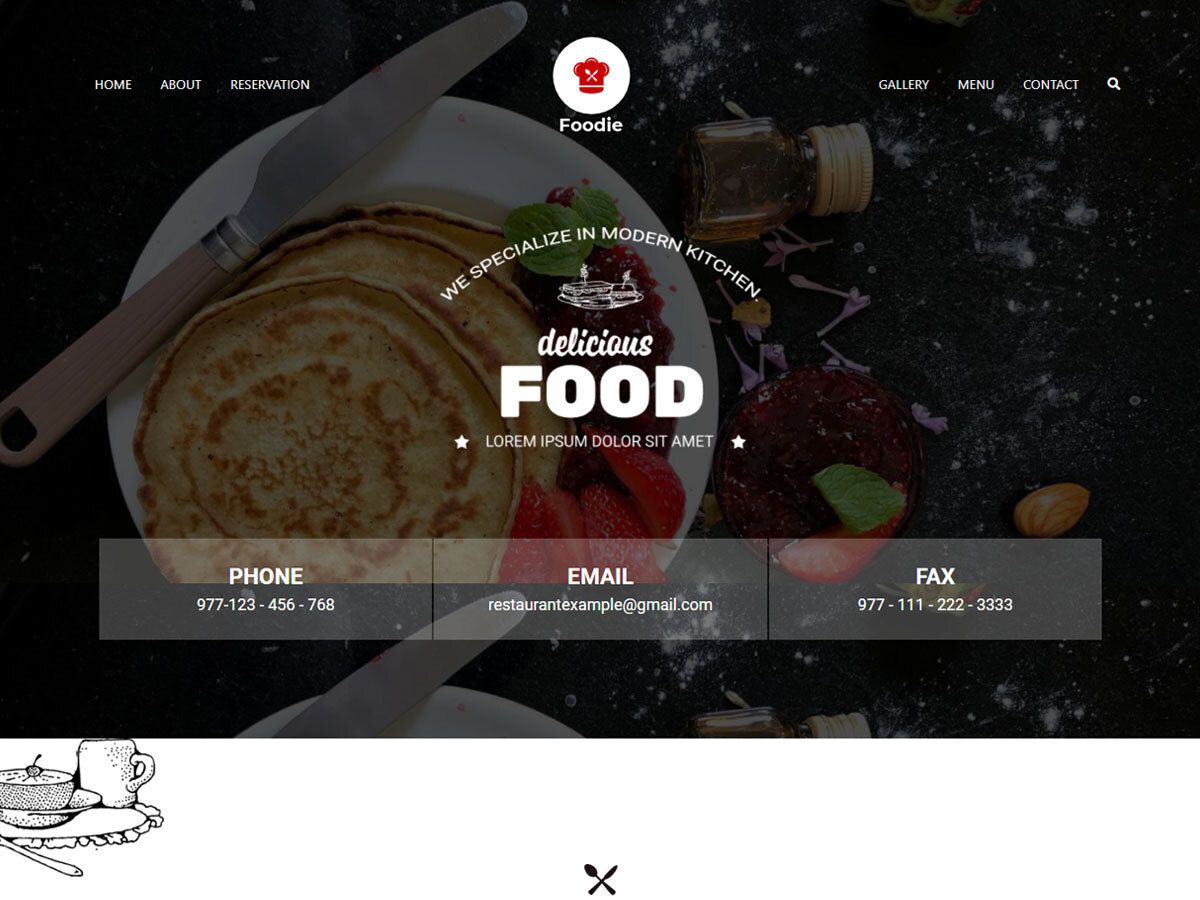 HOME ABOUT RESERVATION
Foodie
GALLERY MENU CONTACT
WE SPECIALIZE IN MODERN KITCHEN
delicious
FOOD
LOREM IPSUM DOLOR SIT AMET
PHONE
977-123 - 456 - 768
EMAIL
restaurantexample@gmail.com
FAX
977 - 111 - 222 - 3333